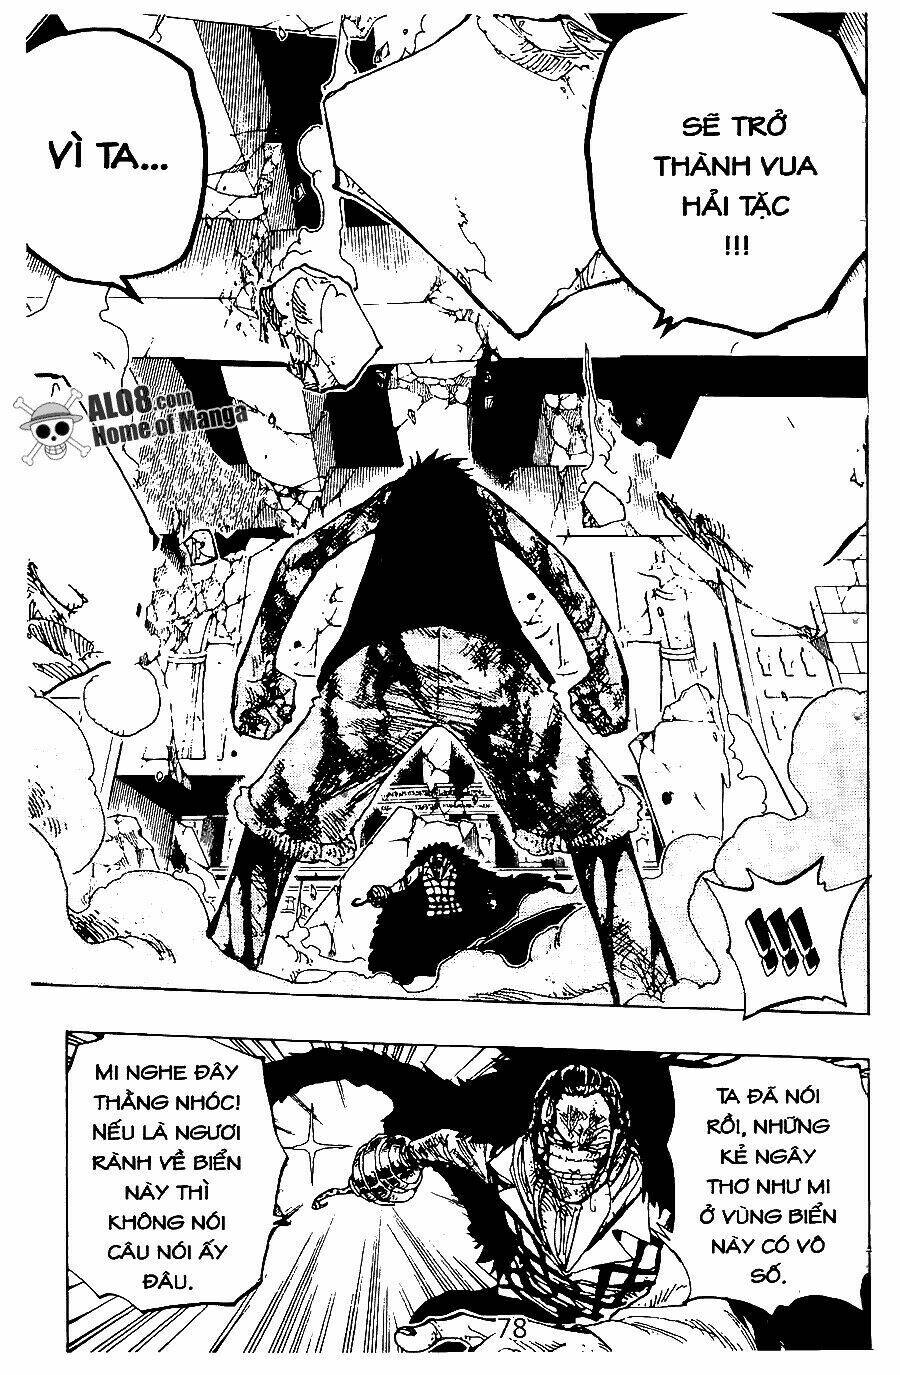 VÌ TA...
SẼ TRỞ
THÀNH VUA
HẢI TẶC
!!!
AL08.com
Home of Manga
!!!!
MI NGHE ĐÂY
THẰNG NHÓC!
NẾU LÀ NGƯƠI
RÀNH VỀ BIỂN
NÀY THÌ
KHÔNG NÓI
CÂU NÓI ẤY
ĐÂU.
TA ĐÃ NÓI
RỒI, NHỮNG
KẺ NGÂY
THƠ NHƯ MI
Ở VÙNG BIỂN
NÀY CÓ VÔ
SỐ.
78